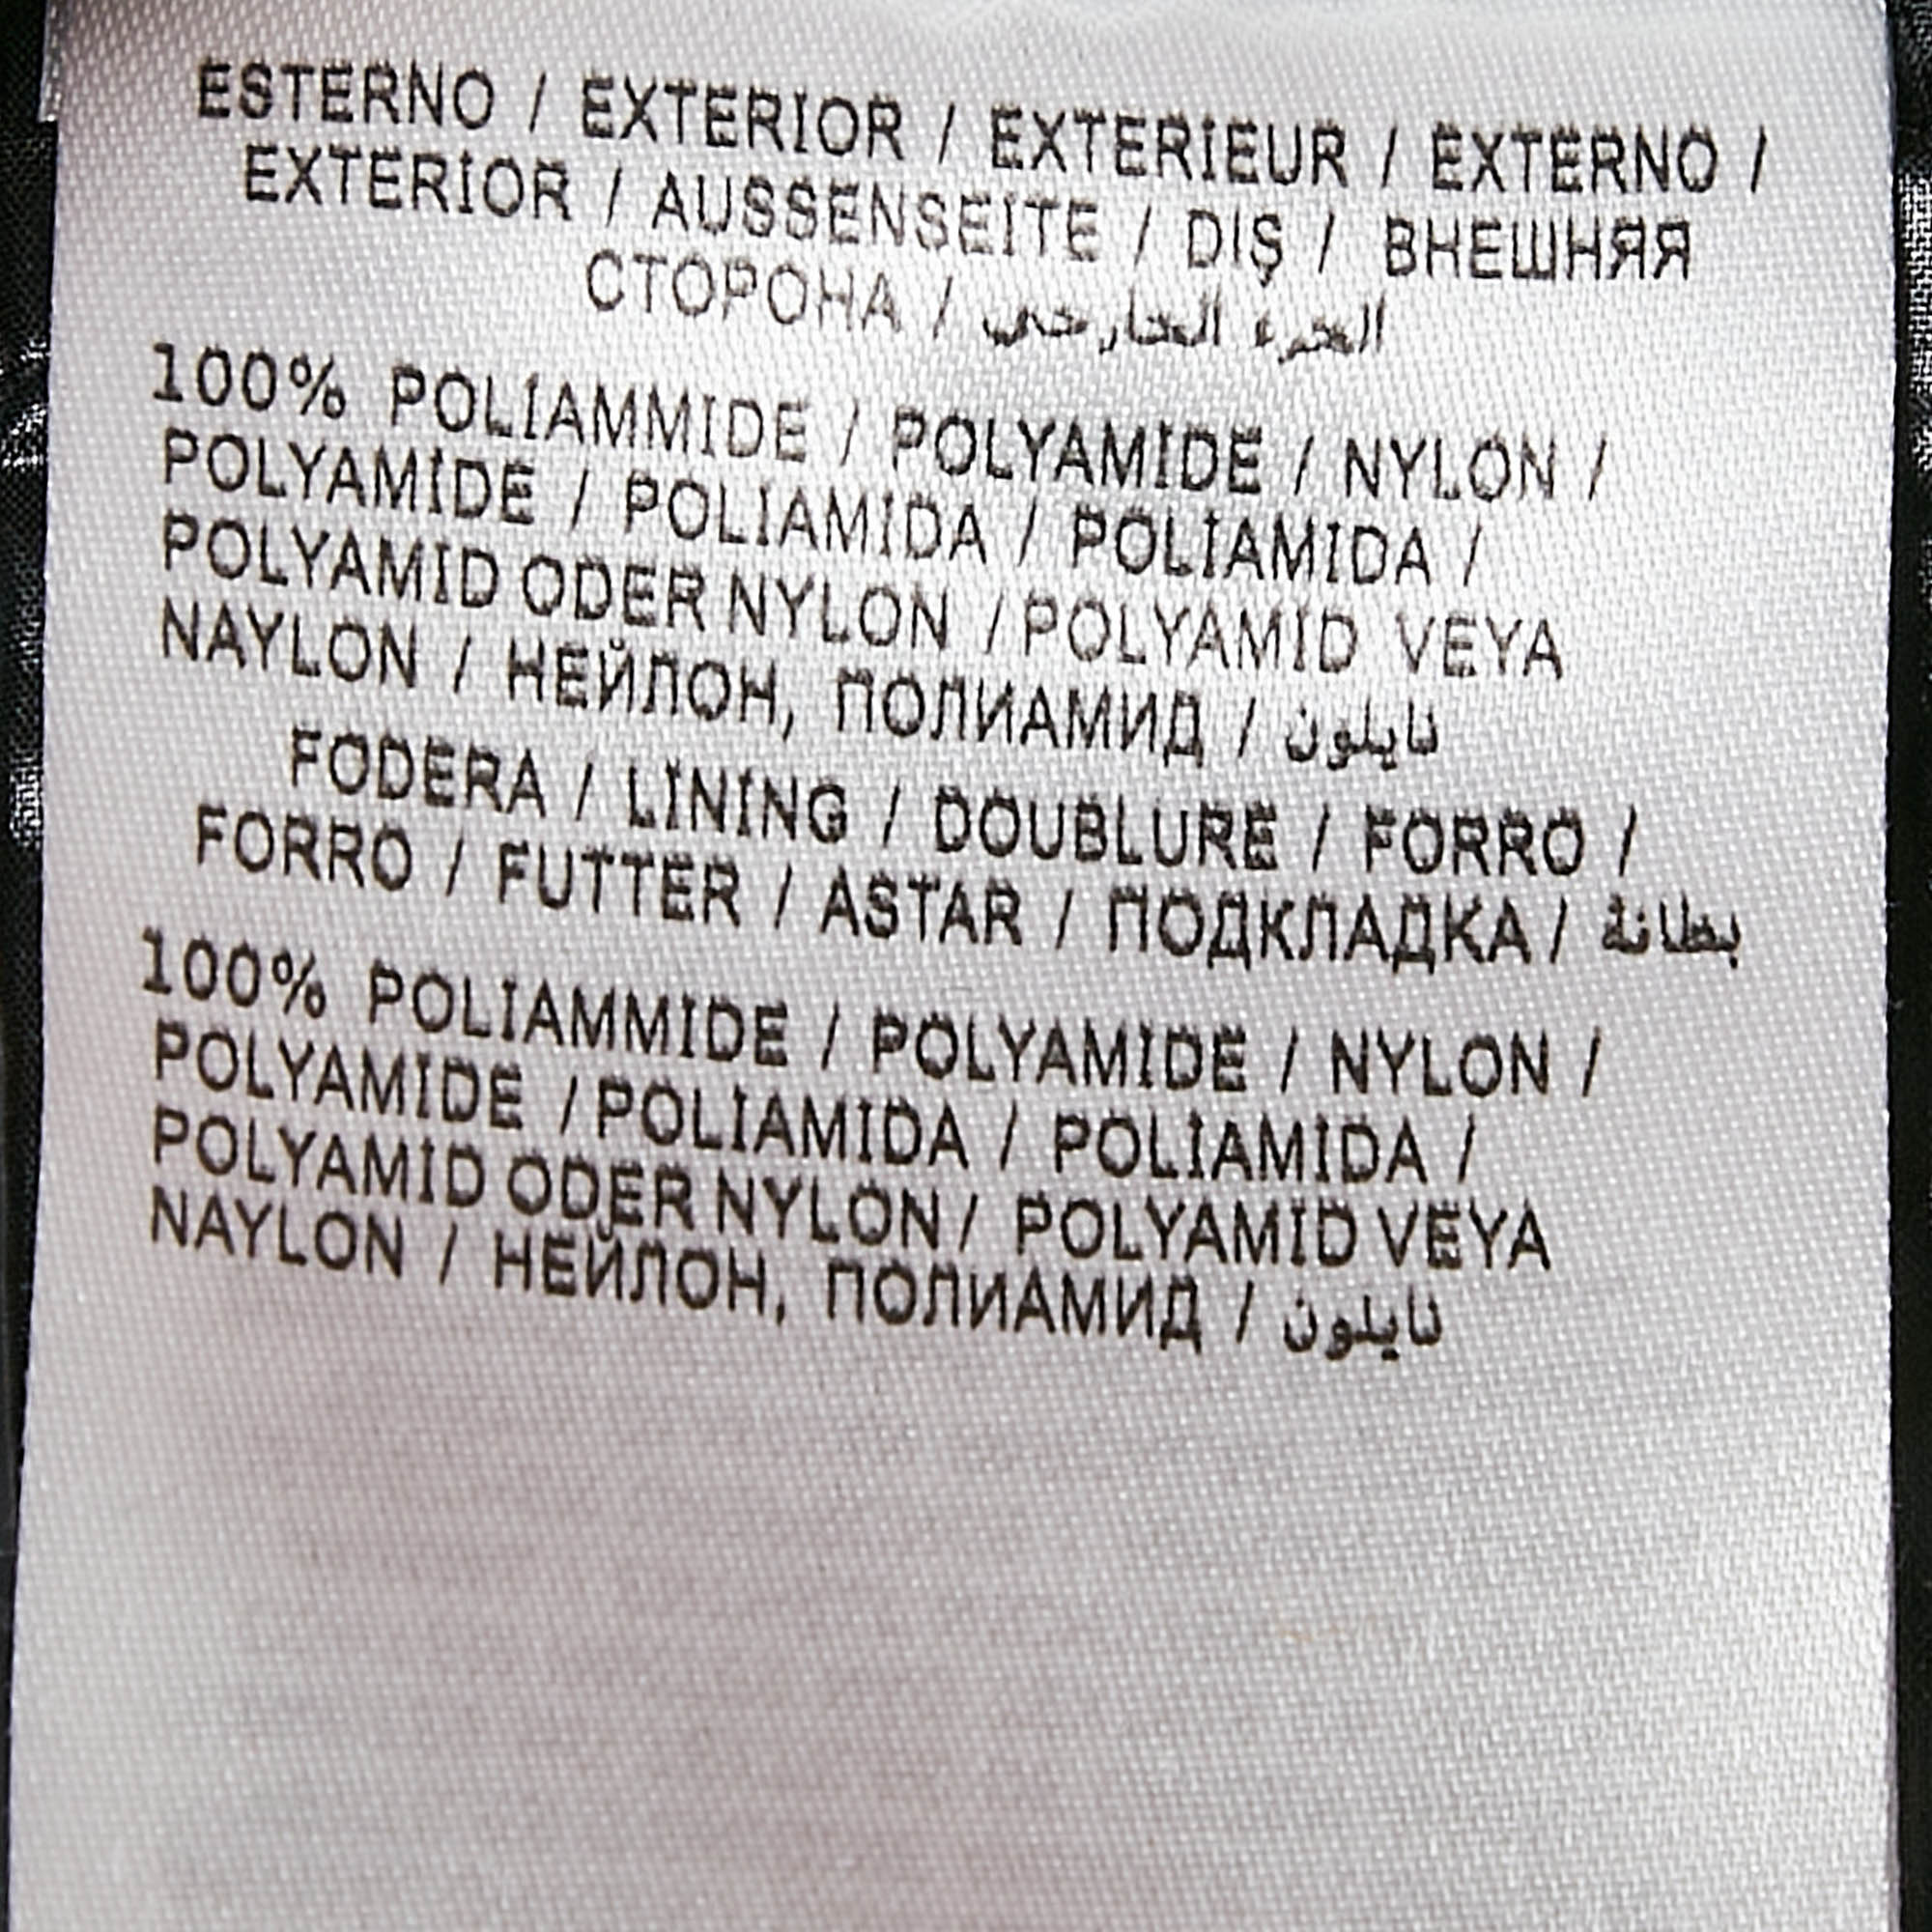 ESTERNO / EXTERIOR / EXTERIEUR / EXTERNO /
EXTERIOR / AUSSENSEITE / DIŞ / ВНЕШНЯЯ
СТОРОНА / الجزء الخارجي
100% POLIAMMIDE / POLYAMIDE / NYLON /
POLYAMIDE / POLIAMIDA / POLIAMIDA /
POLYAMID ODER NYLON / POLYAMID VEYA
NAYLON / НЕЙЛОН, ПОЛИАМИД / نايلون
FODERA / LINING / DOUBLURE / FORRO /
FORRO / FUTTER / ASTAR / ПОДКЛАДКА / بطانة
100% POLIAMMIDE / POLYAMIDE / NYLON /
POLYAMIDE / POLIAMIDA / POLIAMIDA /
POLYAMID ODER NYLON / POLYAMID VEYA
NAYLON / НЕЙЛОН, ПОЛИАМИД / نايلون